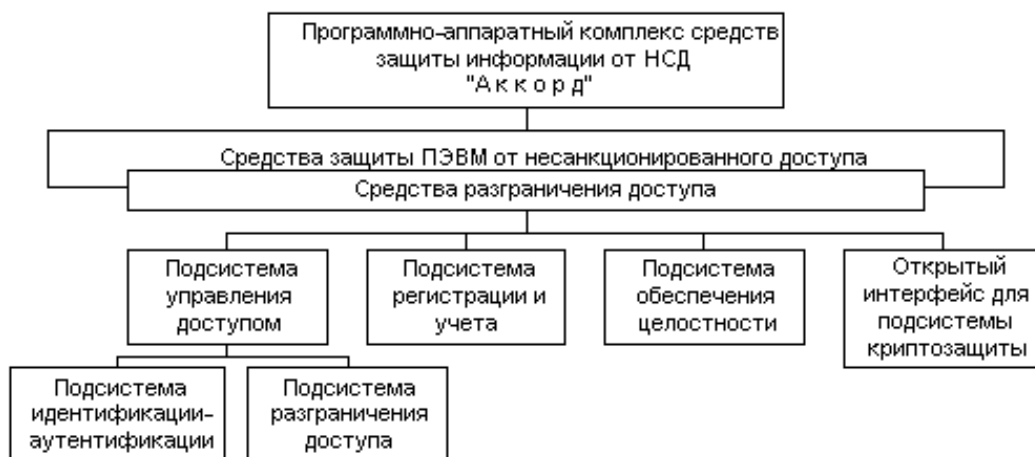 Программно-аппаратный комплекс средств
защиты информации от НСД
"А к к о р д"
Средства защиты ПЭВМ от несанкционированного доступа
Средства разграничения доступа
Подсистема
управления
доступом
Подсистема
регистрации и
учета
Подсистема
обеспечения
целостности
Открытый
интерфейс для
подсистемы
криптозащиты
Подсистема
идентификации-
аутентификации
Подсистема
разграничения
доступа